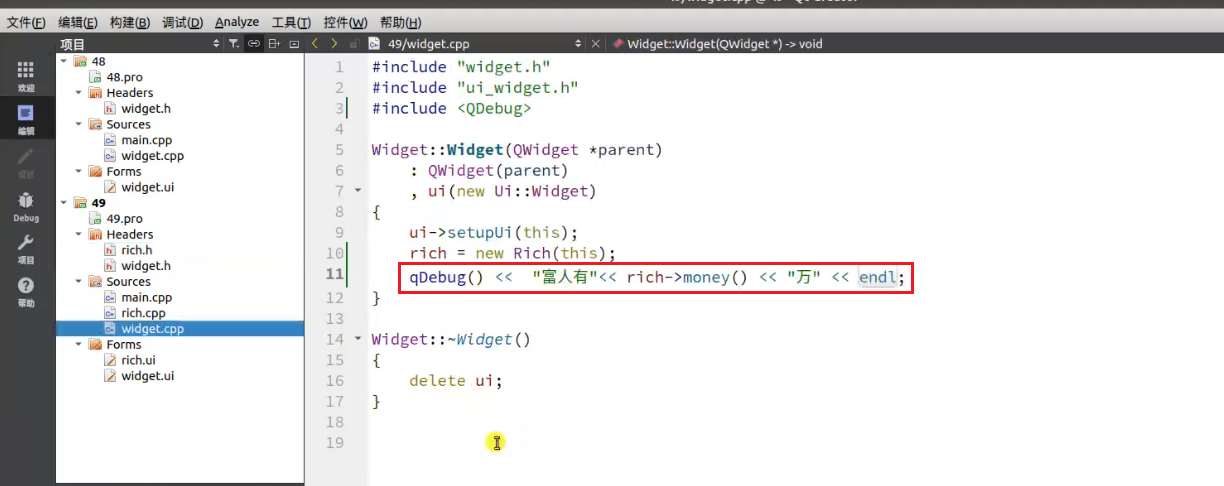 文件(F) 编辑(E) 构建(B) 调试(D) Analyze 工具(T) 控件(W) 帮助(H)
项目
49/widget.cpp
Widget::Widget(QWidget *parent) -> void
欢迎
编辑
设计
Debug
项目
帮助
48
48.pro
Headers
widget.h
Sources
main.cpp
widget.cpp
Forms
widget.ui
49
49.pro
Headers
rich.h
widget.h
Sources
main.cpp
rich.cpp
widget.cpp
Forms
rich.ui
widget.ui
1 #include "widget.h"
2 #include "ui_widget.h"
3 #include <QDebug>
4
5 Widget::Widget(QWidget *parent)
6 : QWidget(parent)
7 , ui(new Ui::Widget)
8 {
9 ui->setupUi(this);
10 rich = new Rich(this);
11 qDebug() << "富人有"<< rich->money() << "万" << endl;
12 }
13
14 Widget::~Widget()
15 {
16 delete ui;
17 }
18
19